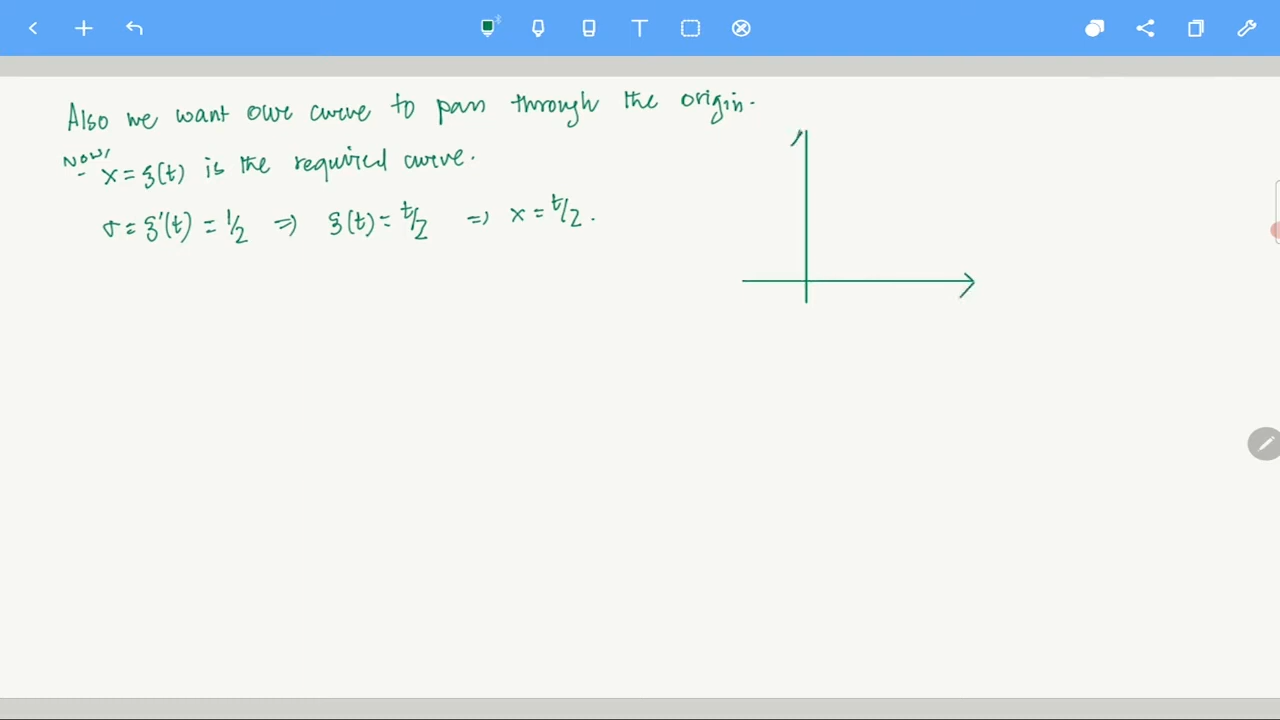 Also we want our curve to pass through the origin.
Now,
- x = ξ(t) is the required curve.
σ = ξ'(t) = 1/2 => ξ(t) = t/2 => x = t/2.